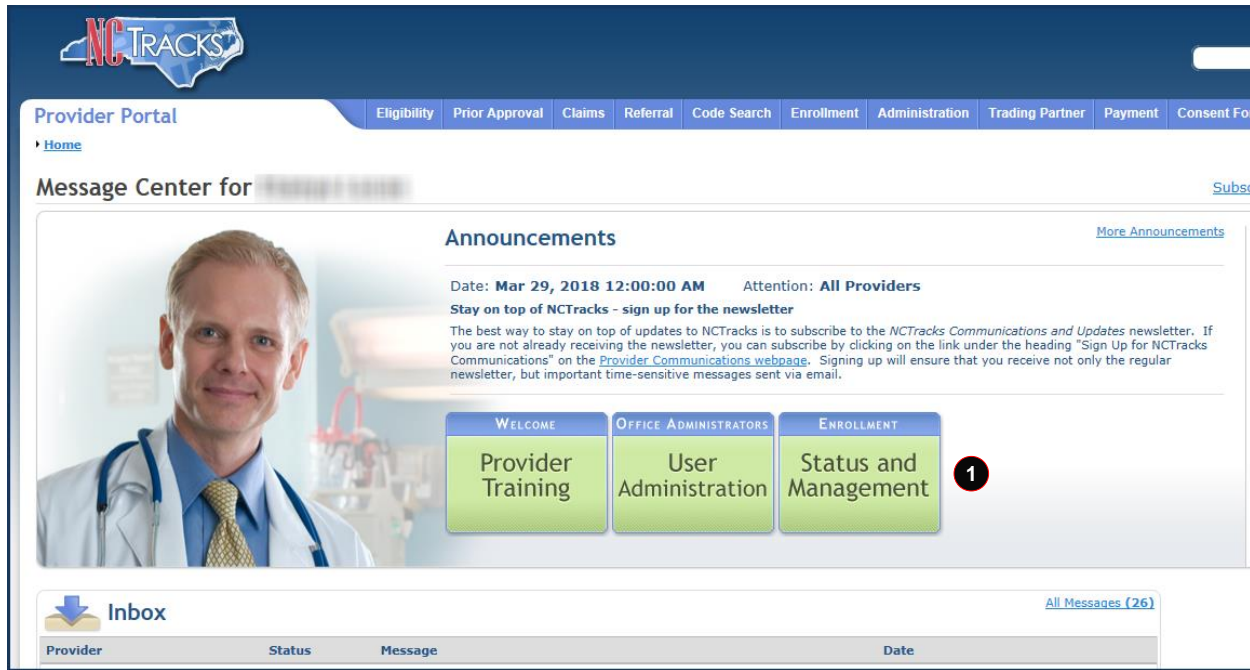 NCTRACKS
Provider Portal
Eligibility Prior Approval Claims Referral Code Search Enrollment Administration Trading Partner Payment Consent Fo
Home
Message Center for
Subs
Announcements
More Announcements
Date: Mar 29, 2018 12:00:00 AM Attention: All Providers
Stay on top of NCTracks - sign up for the newsletter
The best way to stay on top of updates to NCTracks is to subscribe to the NCTracks Communications and Updates newsletter. If
you are not already receiving the newsletter, you can subscribe by clicking on the link under the heading "Sign Up for NCTracks
Communications" on the Provider Communications webpage. Signing up will ensure that you receive not only the regular
newsletter, but important time-sensitive messages sent via email.
WELCOME OFFICE ADMINISTRATORS ENROLLMENT
Provider User Status and
Training Administration Management
1
Inbox
All Messages (26)
Provider Status Message Date